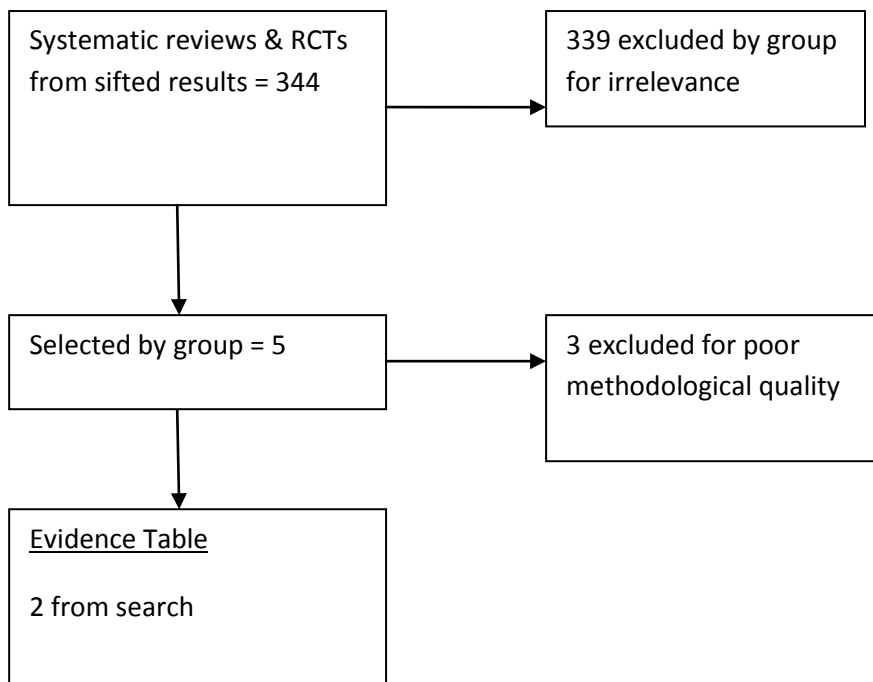 Systematic reviews & RCTs
from sifted results = 344
339 excluded by group
for irrelevance
Selected by group = 5
3 excluded for poor
methodological quality
Evidence Table
2 from search